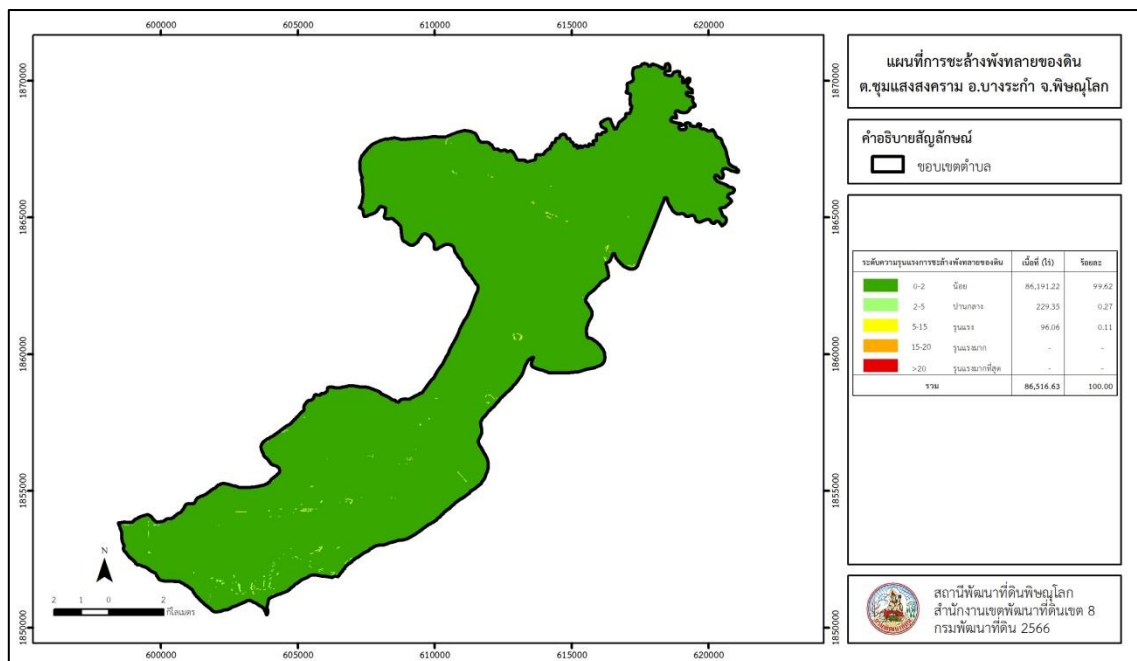 600000 605000 610000 615000 620000
1870000 1870000
1865000 1865000
1860000 1860000
1855000 1855000
1850000 1850000
N
2 1 0 2
กิโลเมตร
600000 605000 610000 615000 620000
แผนที่การชะล้างพังทลายของดิน
ต.ชุมแสงสงคราม อ.บางระกำ จ.พิษณุโลก
คำอธิบายสัญลักษณ์
ขอบเขตตำบล
ระดับความรุนแรงการชะล้างพังทลายของดิน เนื้อที่ (ไร่) ร้อยละ
0-2 น้อย 86,191.22 99.62
2-5 ปานกลาง 229.35 0.27
5-15 รุนแรง 96.06 0.11
15-20 รุนแรงมาก - -
>20 รุนแรงมากที่สุด - -
รวม 86,516.63 100.00
สถานีพัฒนาที่ดินพิษณุโลก
สำนักงานเขตพัฒนาที่ดินเขต 8
กรมพัฒนาที่ดิน 2566